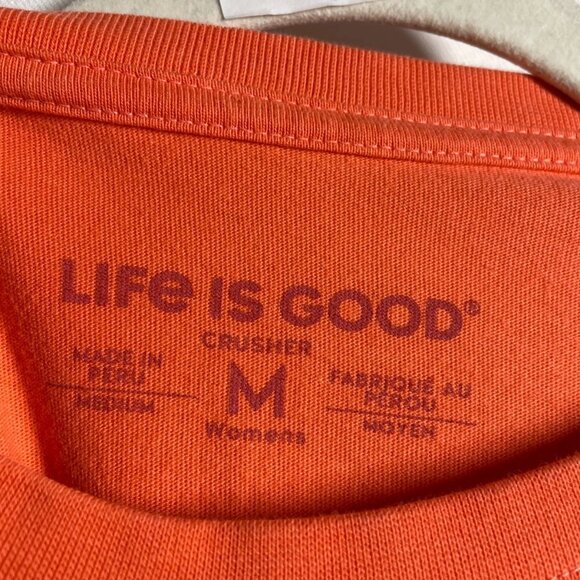 LIFe IS GOOD®
CRUSHER
MADE IN
PERU
MEDIUM
M
Womens
FABRIQUÉ AU
PÉROU
MOYEN